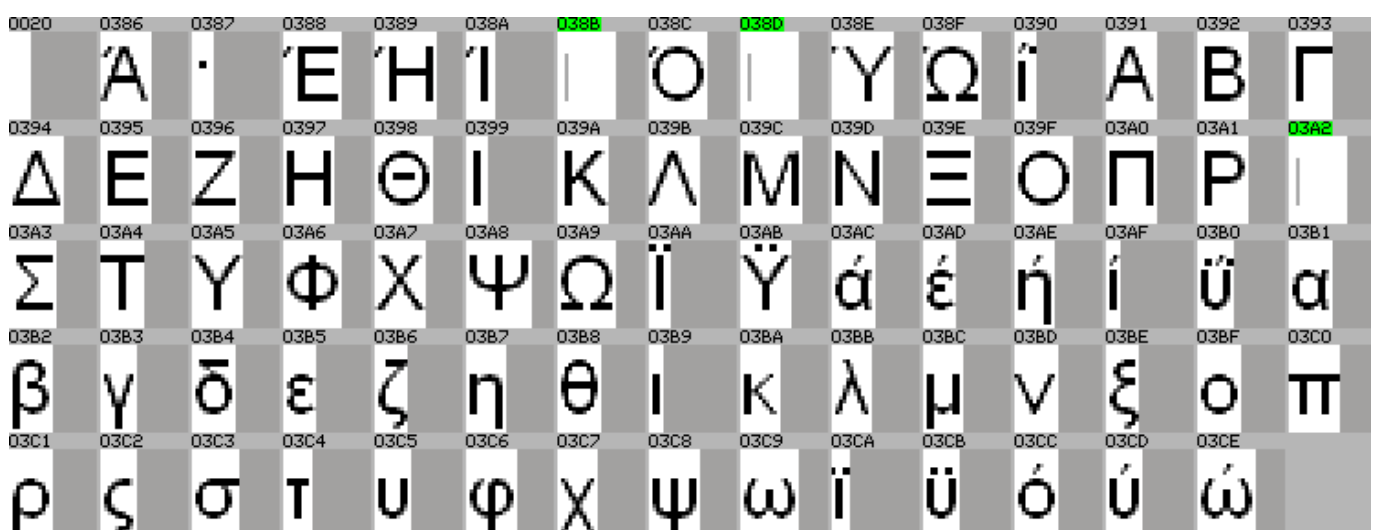 0020 0386 0387 0388 0389 038A 038B 038C 038D 038E 038F 0390 0391 0392 0393
Ά · Έ Ή Ί Ό Ύ Ώ ΐ Α Β Γ
0394 0395 0396 0397 0398 0399 039A 039B 039C 039D 039E 039F 03A0 03A1 03A2
Δ Ε Ζ Η Θ Ι Κ Λ Μ Ν Ξ Ο Π Ρ
03A3 03A4 03A5 03A6 03A7 03A8 03A9 03AA 03AB 03AC 03AD 03AE 03AF 03B0 03B1
Σ Τ Υ Φ Χ Ψ Ω Ϊ Ϋ ά έ ή ί ΰ α
03B2 03B3 03B4 03B5 03B6 03B7 03B8 03B9 03BA 03BB 03BC 03BD 03BE 03BF 03C0
β γ δ ε ζ η θ ι κ λ μ ν ξ ο π
03C1 03C2 03C3 03C4 03C5 03C6 03C7 03C8 03C9 03CA 03CB 03CC 03CD 03CE
ρ ς σ τ υ φ χ ψ ω ϊ ϋ ό ύ ώ